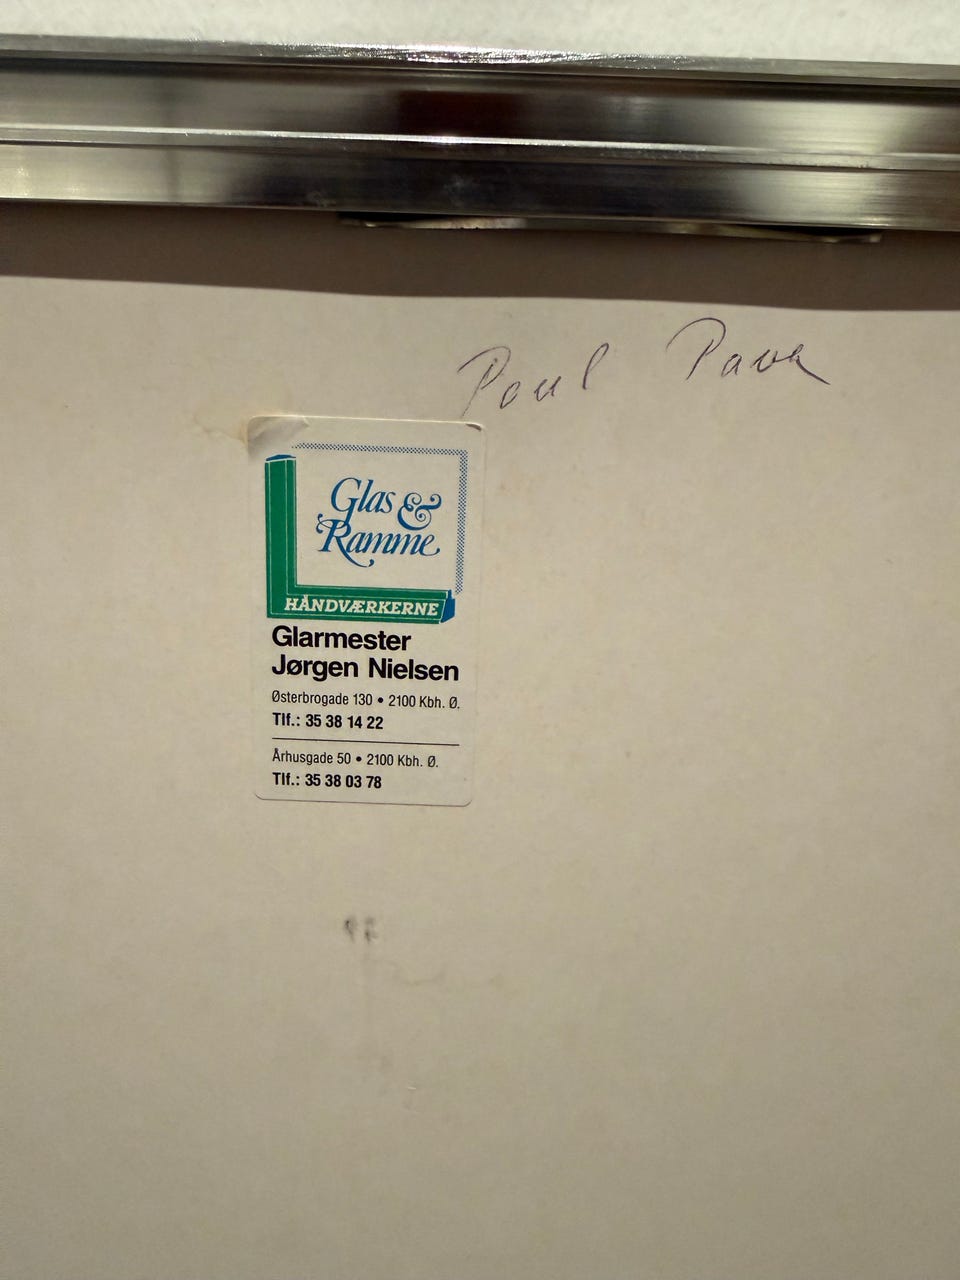 Poul Pava
Glas &
Ramme
HÅNDVÆRKERNE
Glarmester
Jørgen Nielsen
Østerbrogade 130 • 2100 Kbh. Ø.
Tlf.: 35 38 14 22
Århusgade 50 • 2100 Kbh. Ø.
Tlf.: 35 38 03 78